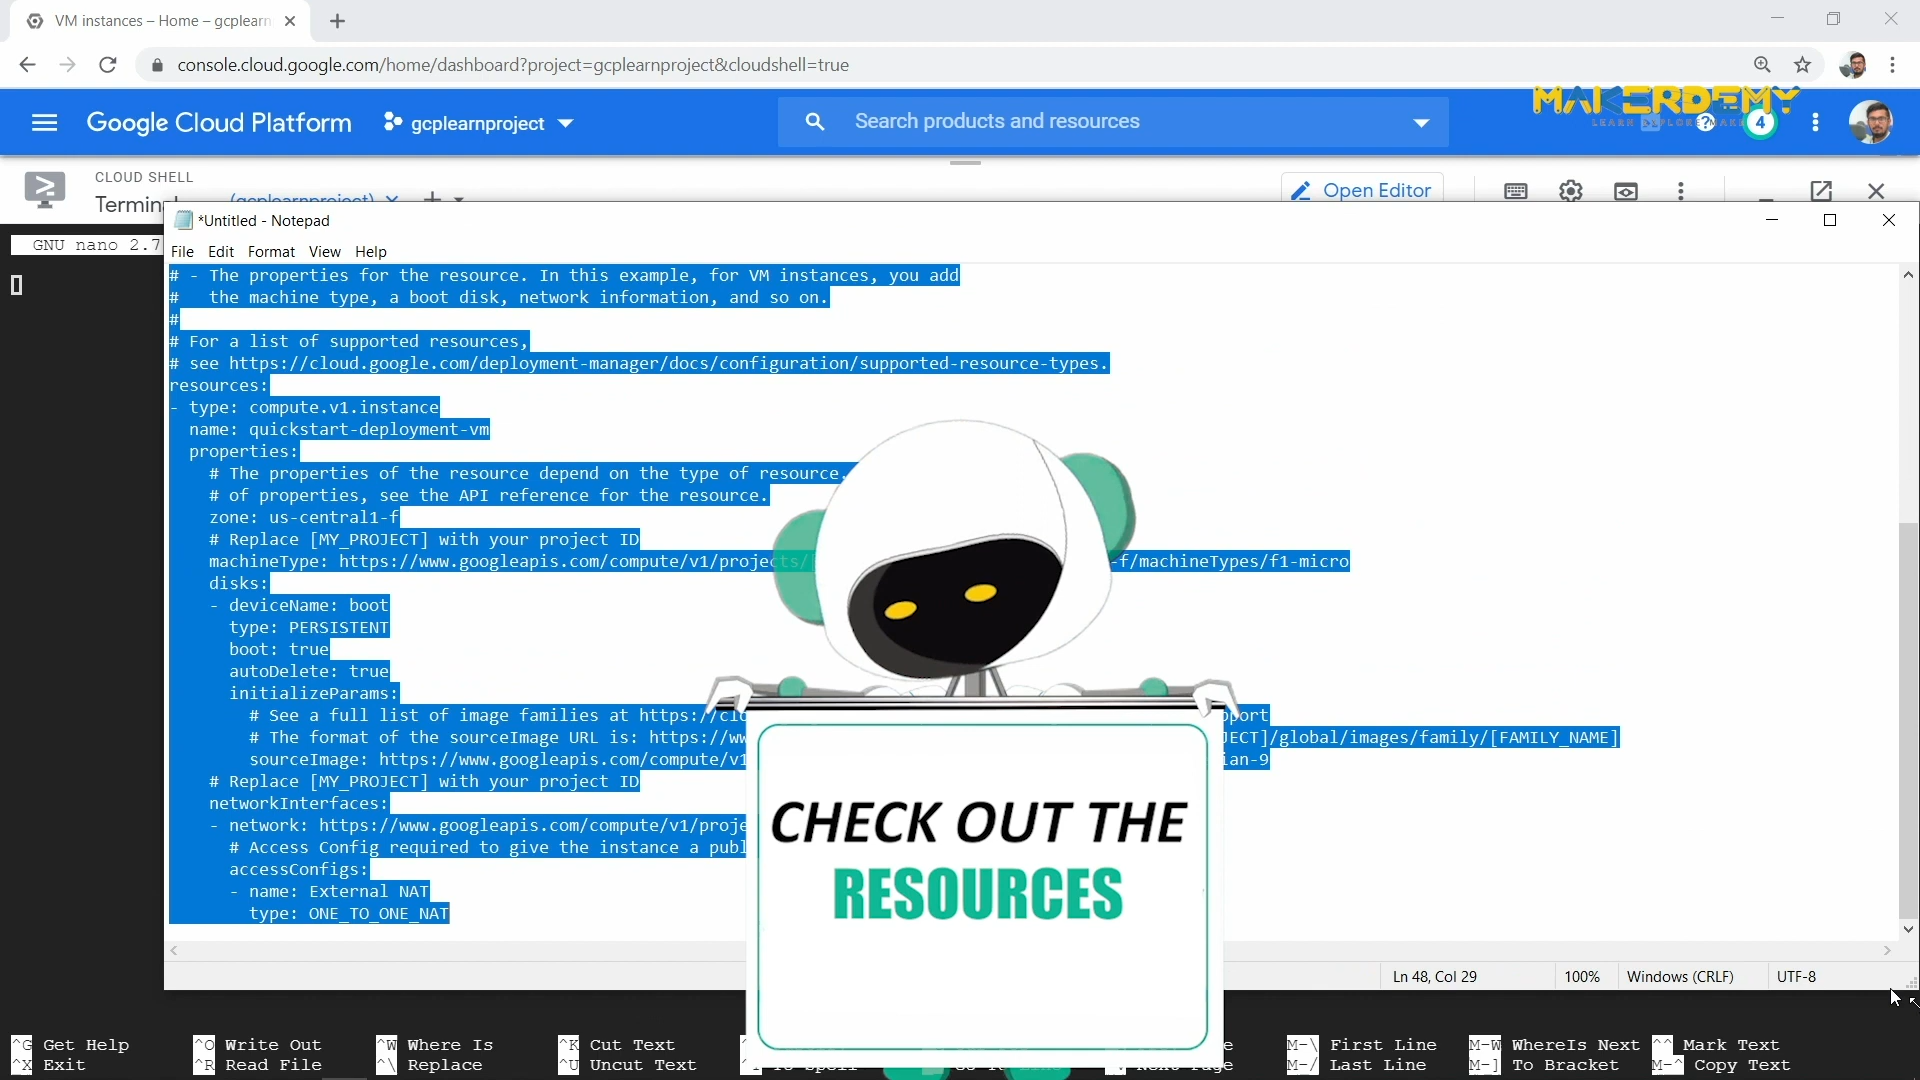 VM instances – Home – gcplearn
console.cloud.google.com/home/dashboard?project=gcplearnproject&cloudshell=true
Google Cloud Platform
gcplearnproject
Search products and resources
MAKERDEMY
4
CLOUD SHELL
Terminal
(gcplearnproject)
Open Editor
*Untitled - Notepad
File Edit Format View Help
GNU nano 2.7
# - The properties for the resource. In this example, for VM instances, you add
#   the machine type, a boot disk, network information, and so on.
#
# For a list of supported resources,
# see https://cloud.google.com/deployment-manager/docs/configuration/supported-resource-types.
resources:
- type: compute.v1.instance
name: quickstart-deployment-vm
properties:
# The properties of the resource depend on the type of resource.
# of properties, see the API reference for the resource.
zone: us-central1-f
# Replace [MY_PROJECT] with your project ID
machineType: https://www.googleapis.com/compute/v1/projects/ -f/machineTypes/f1-micro
disks:
- deviceName: boot
type: PERSISTENT
boot: true
autoDelete: true
initializeParams:
# See a full list of image families at https://clo pport
# The format of the sourceImage URL is: https://ww JECT]/global/images/family/[FAMILY_NAME]
sourceImage: https://www.googleapis.com/compute/v1 ian-9
# Replace [MY_PROJECT] with your project ID
networkInterfaces:
- network: https://www.googleapis.com/compute/v1/proje
# Access Config required to give the instance a publ
accessConfigs:
- name: External NAT
type: ONE_TO_ONE_NAT
CHECK OUT THE
RESOURCES
Ln 48, Col 29 100% Windows (CRLF) UTF-8
^G Get Help ^O Write Out ^W Where Is ^K Cut Text M-\ First Line M-W WhereIs Next ^^ Mark Text
^X Exit ^R Read File ^\ Replace ^U Uncut Text M-/ Last Line M-] To Bracket M-^ Copy Text